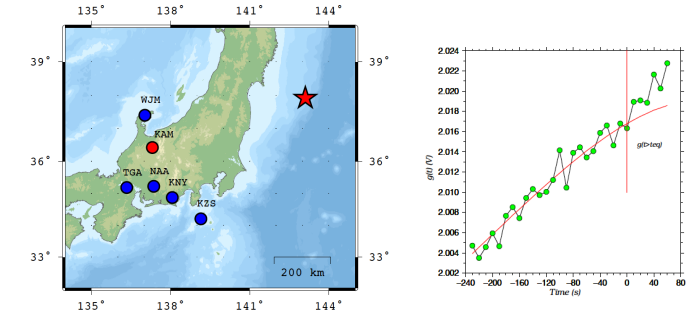 135° 138° 141° 144°
39° 39°
WJM
KAM
36° 36°
TGA NAA
KNY
KZS
33° 33°
200 km
135° 138° 141° 144°
2.024
2.022
2.020
2.018
2.016
g(t>teq)
2.014
2.012
2.010
2.008
2.006
2.004
2.002
g(t) (V)
−240 −200 −160 −120 −80 −40 0 40 80
Time (s)